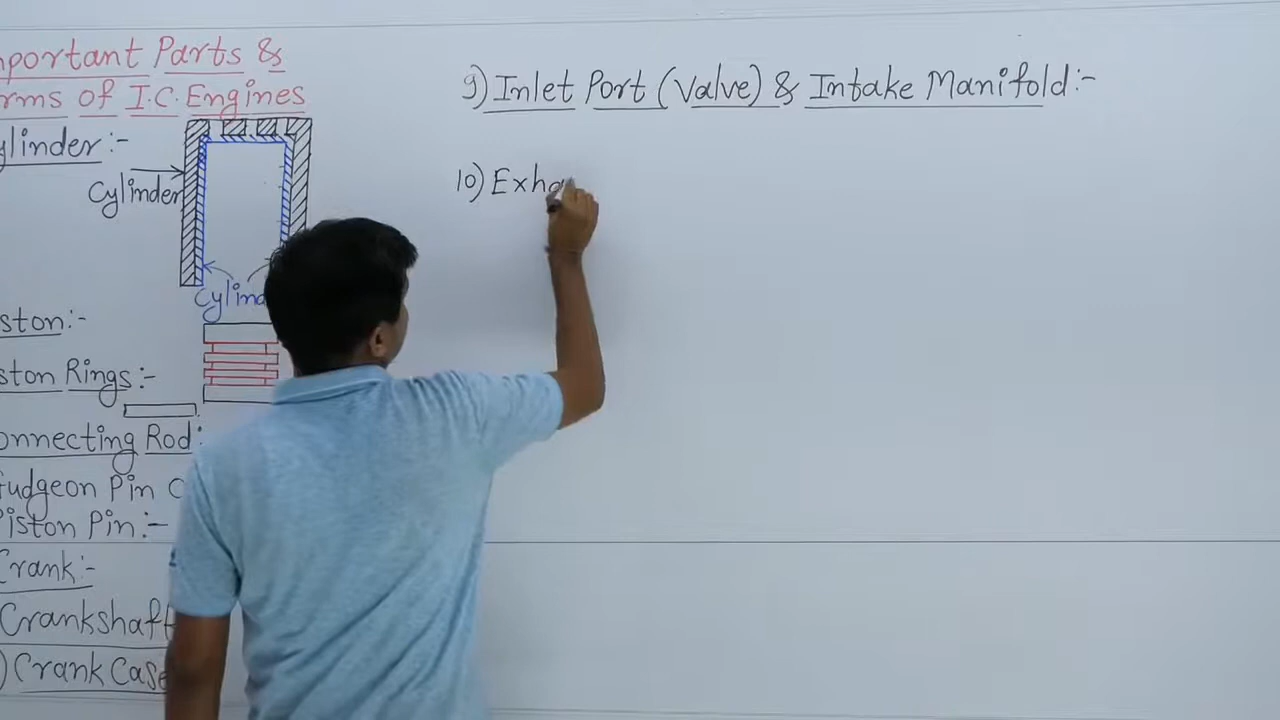 mportant Parts &
rms of I.C. Engines
ylinder:-
Cylinder
Cylind
ston:-
ston Rings:-
onnecting Rod:
udgeon Pin
Piston Pin:-
Crank:-
Crankshaft
) Crank Case
9) Inlet Port (Valve) & Intake Manifold:-
10) Exha